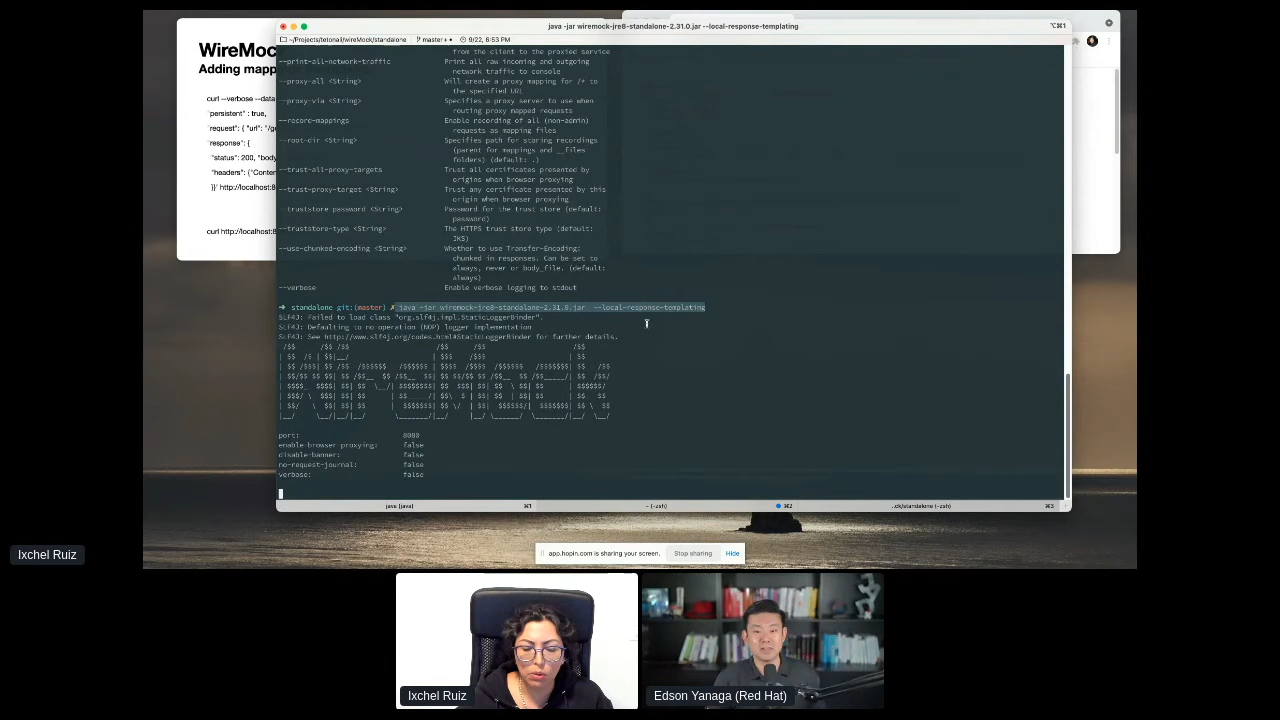 java -jar wiremock-jre8-standalone-2.31.0.jar --local-response-templating
⌥⌘1
~/Projects/tetonali/wireMock/standalone
master
9/22, 6:53 PM
WireMock
Adding mapp
curl --verbose --data
"persistent" : true,
"request": { "url": "/ge
"response": {
"status": 200, "body
"headers": {"Conten
}}' http://localhost:8
curl http://localhost:8
from the client to the proxied service
--print-all-network-traffic Print all raw incoming and outgoing
network traffic to console
--proxy-all <String> Will create a proxy mapping for /* to
the specified URL
--proxy-via <String> Specifies a proxy server to use when
routing proxy mapped requests
--record-mappings Enable recording of all (non-admin)
requests as mapping files
--root-dir <String> Specifies path for storing recordings
(parent for mappings and __files
folders) (default: .)
--trust-all-proxy-targets Trust all certificates presented by
origins when browser proxying
--trust-proxy-target <String> Trust any certificate presented by this
origin when browser proxying
--truststore-password <String> Password for the trust store (default:
password)
--truststore-type <String> The HTTPS trust store type (default:
JKS)
--use-chunked-encoding <String> Whether to use Transfer-Encoding:
chunked in responses. Can be set to
always, never or body_file. (default:
always)
--verbose Enable verbose logging to stdout
➜ standalone git:(master) ✗ java -jar wiremock-jre8-standalone-2.31.0.jar --local-response-templating
SLF4J: Failed to load class "org.slf4j.impl.StaticLoggerBinder".
SLF4J: Defaulting to no-operation (NOP) logger implementation
SLF4J: See http://www.slf4j.org/codes.html#StaticLoggerBinder for further details.
port: 8080
enable-browser-proxying: false
disable-banner: false
no-request-journal: false
verbose: false
java (java) ⌘1 ~ (-zsh) ⌘2 ..ck/standalone (-zsh) ⌘3
app.hopin.com is sharing your screen. Stop sharing Hide
Ixchel Ruiz
Ixchel Ruiz
Edson Yanaga (Red Hat)